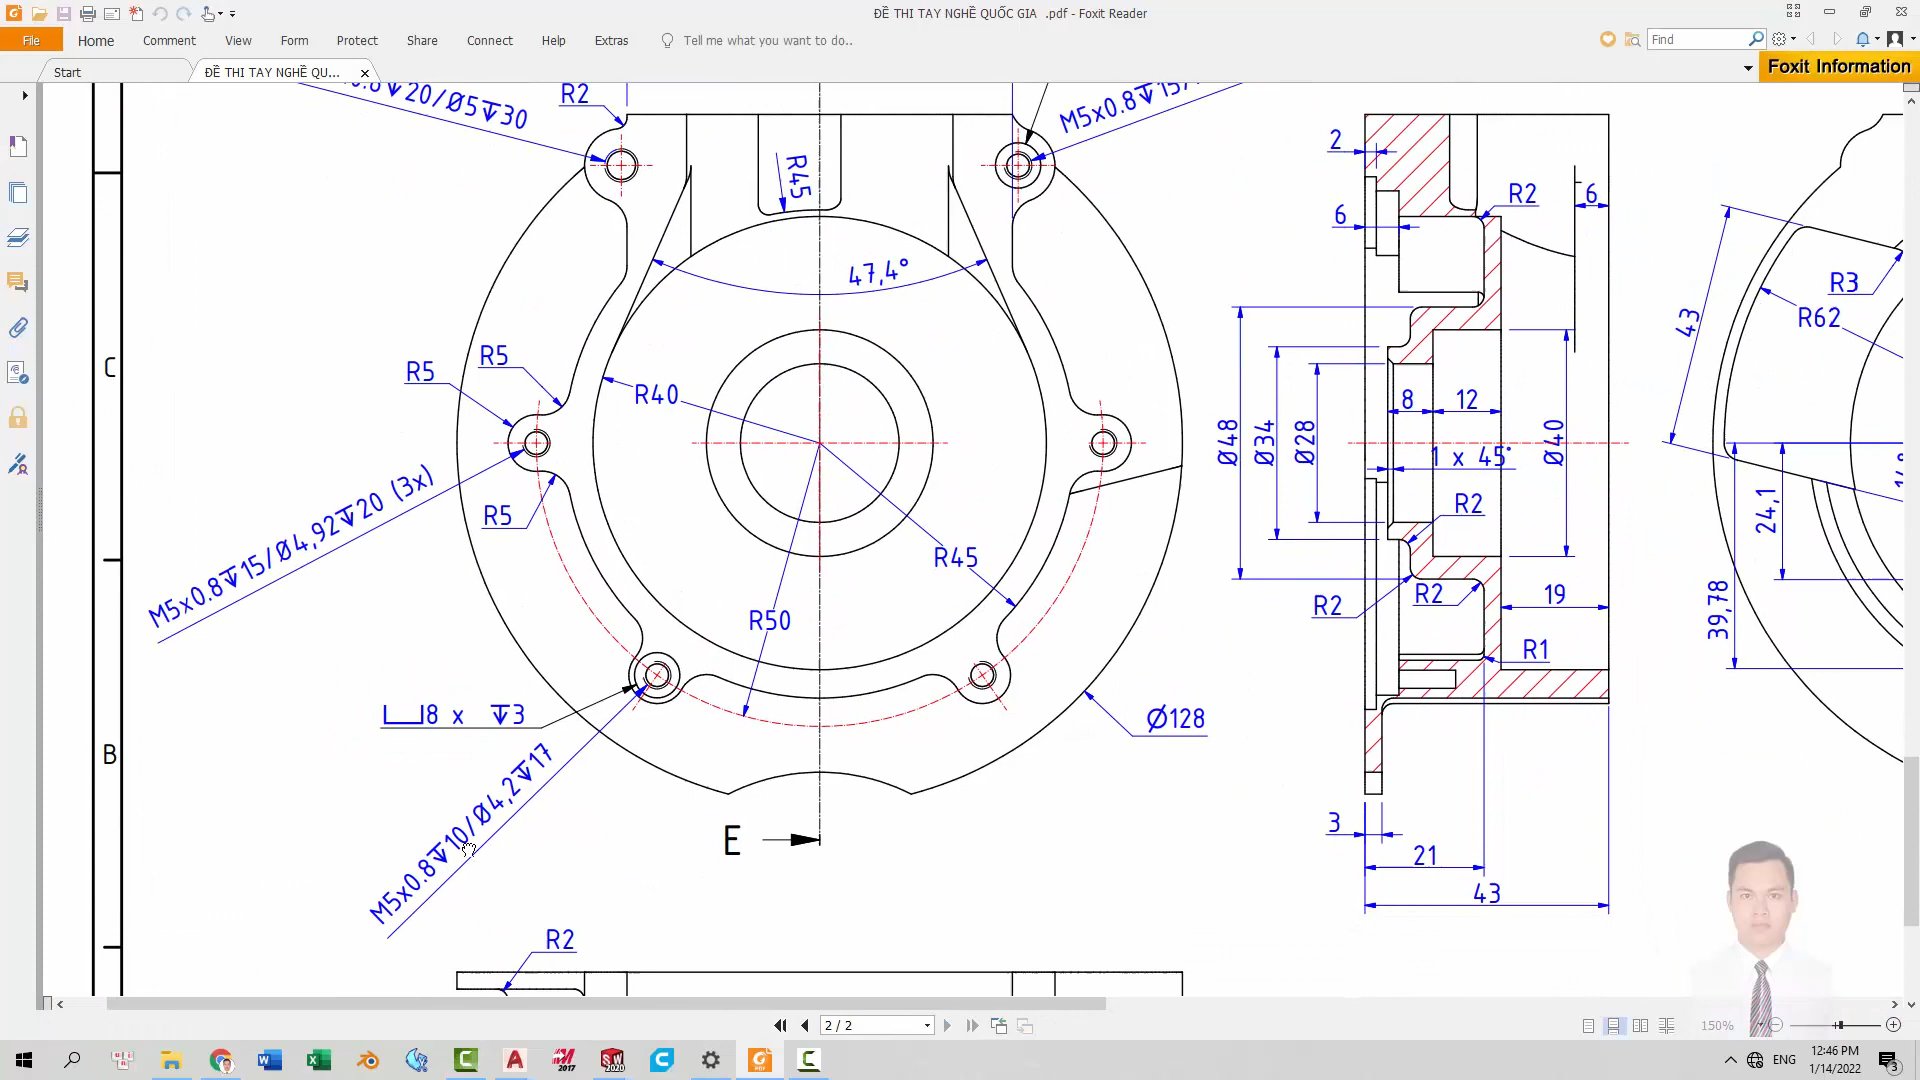 ĐỀ THI TAY NGHỀ QUỐC GIA .pdf - Foxit Reader
File Home Comment View Form Protect Share Connect Help Extras Tell me what you want to do.. Find
Start ĐỀ THI TAY NGHỀ QU... Foxit Information
0.8↧20/Ø5↧30
R2
M5x0.8↧15/
R45
2
6
R2
6
47,4°
R3
R62
43
C
R5
R5
R40
8
12
Ø48
Ø34
Ø28
Ø40
1 x 45°
R5
R2
M5x0.8↧15/Ø4,92↧20 (3x)
24,1
R45
R50
R2
R2
19
39,78
R1
⌴8 x ↧3
Ø128
B
M5x0.8↧10/Ø4,2↧17
E
3
21
43
R2
2 / 2
150%
12:46 PM
ENG
1/14/2022
2017
2020
PDF
3